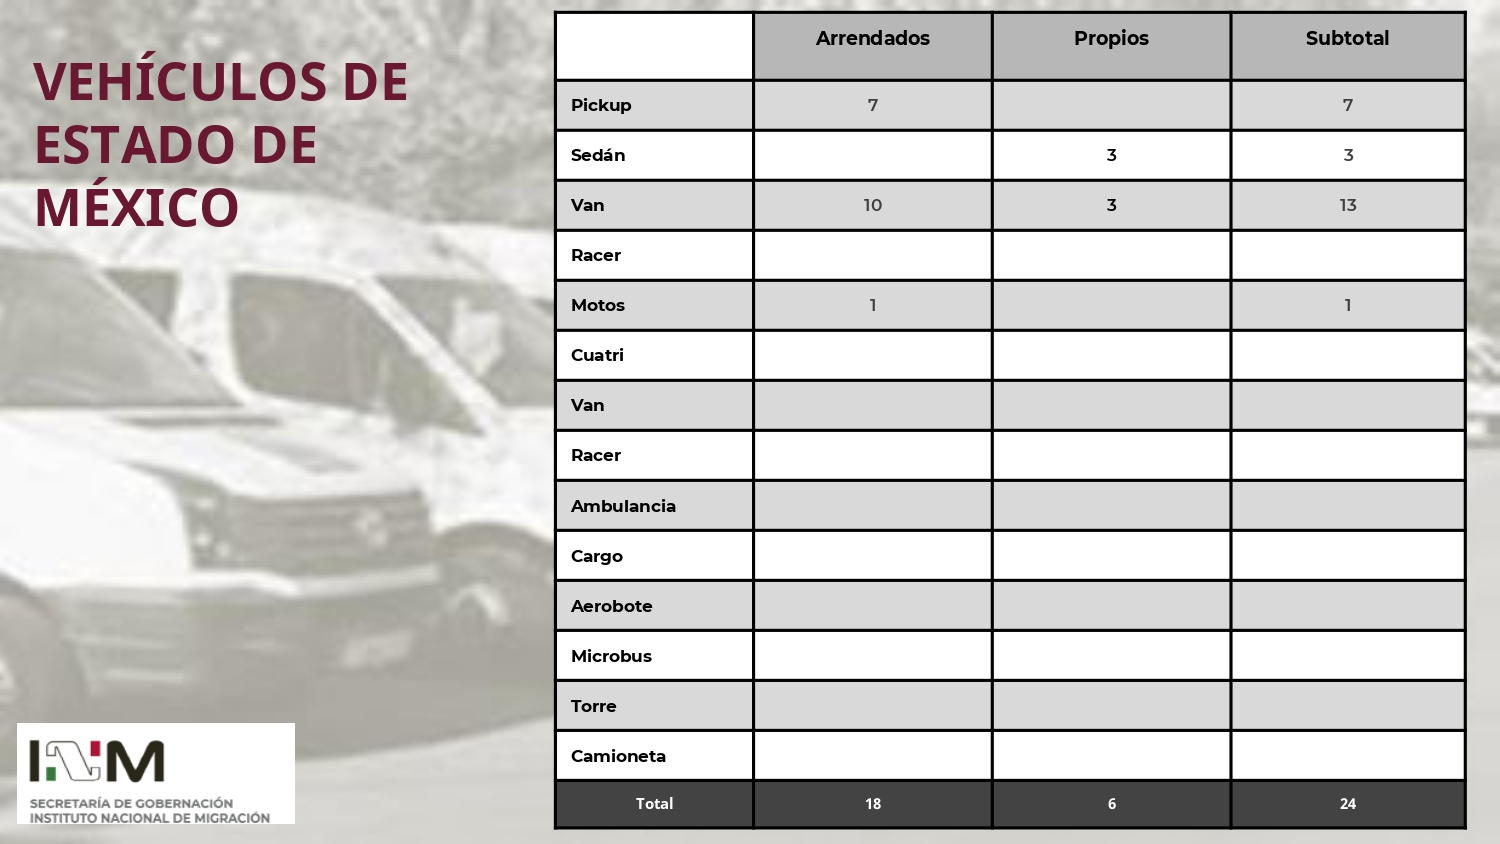 VEHÍCULOS DE
ESTADO DE
MÉXICO
Arrendados Propios Subtotal
Pickup 7 7
Sedán 3 3
Van 10 3 13
Racer
Motos 1 1
Cuatri
Van
Racer
Ambulancia
Cargo
Aerobote
Microbus
Torre
Camioneta
Total 18 6 24
INM
SECRETARÍA DE GOBERNACIÓN
INSTITUTO NACIONAL DE MIGRACIÓN